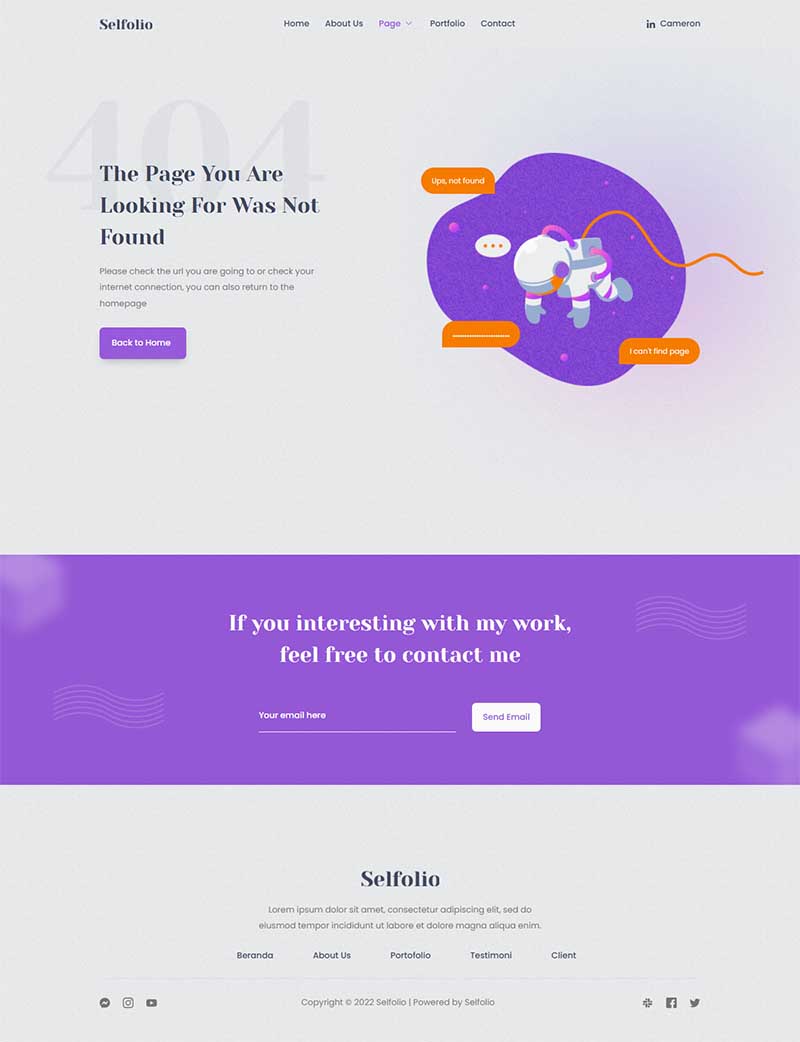 Selfolio
Home
About Us
Page
Portfolio
Contact
Cameron
404
The Page You Are
Looking For Was Not
Found
Please check the url you are going to or check your
internet connection, you can also return to the
homepage
Back to Home
Ups, not found
I can't find page
If you interesting with my work,
feel free to contact me
Your email here
Send Email
Selfolio
Lorem ipsum dolor sit amet, consectetur adipiscing elit, sed do
eiusmod tempor incididunt ut labore et dolore magna aliqua enim.
Beranda
About Us
Portofolio
Testimoni
Client
Copyright © 2022 Selfolio | Powered by Selfolio